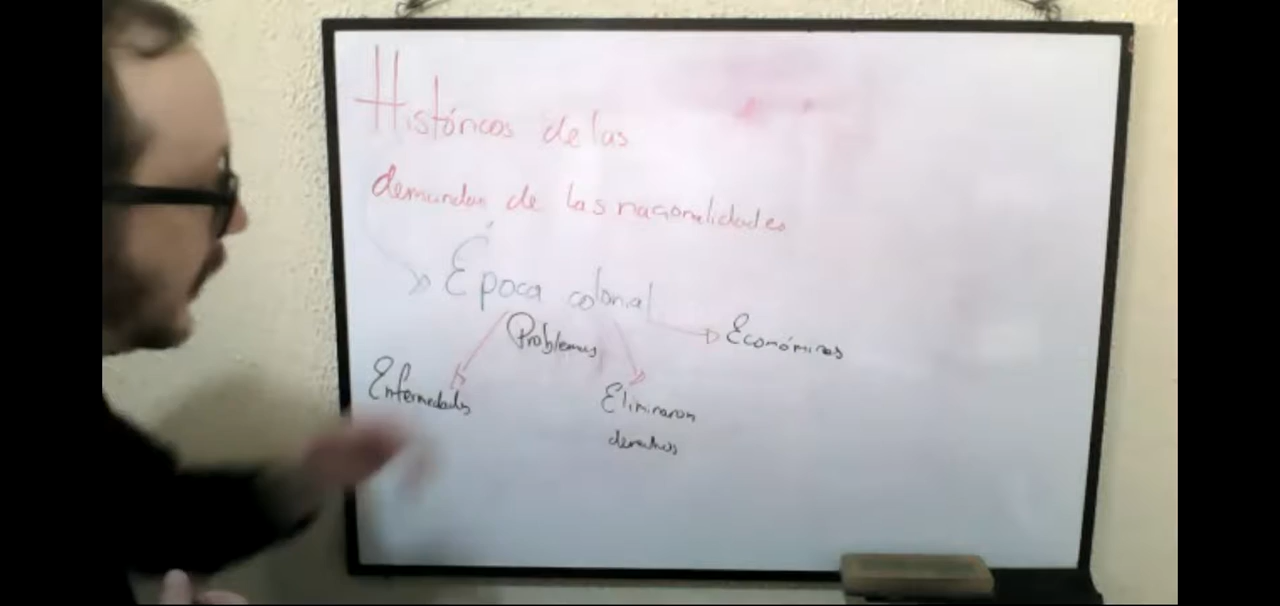 Históricos de las
demandas de las nacionalidades
Época colonial
Problemas
Económicos
Enfermedades
Eliminaron
derechos